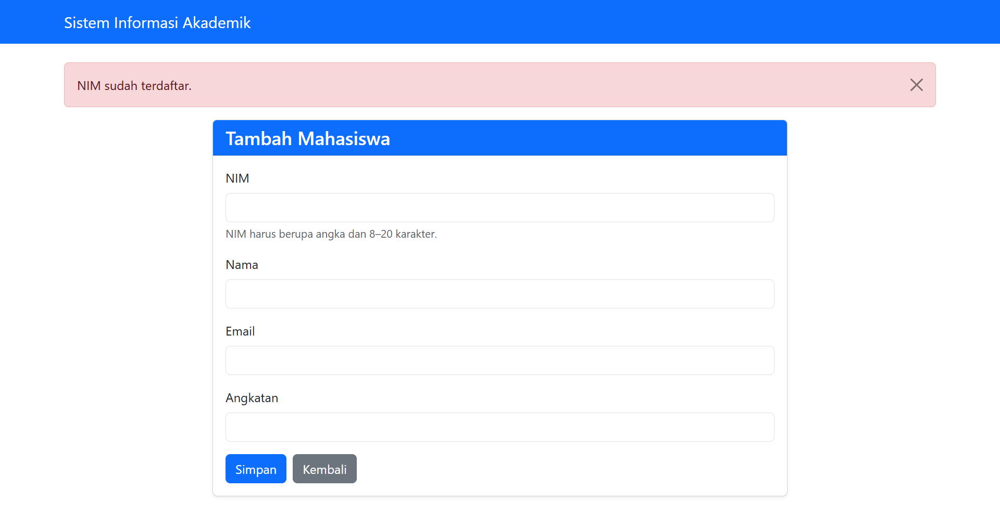 Sistem Informasi Akademik
NIM sudah terdaftar.
Tambah Mahasiswa
NIM
NIM harus berupa angka dan 8–20 karakter.
Nama
Email
Angkatan
Simpan Kembali